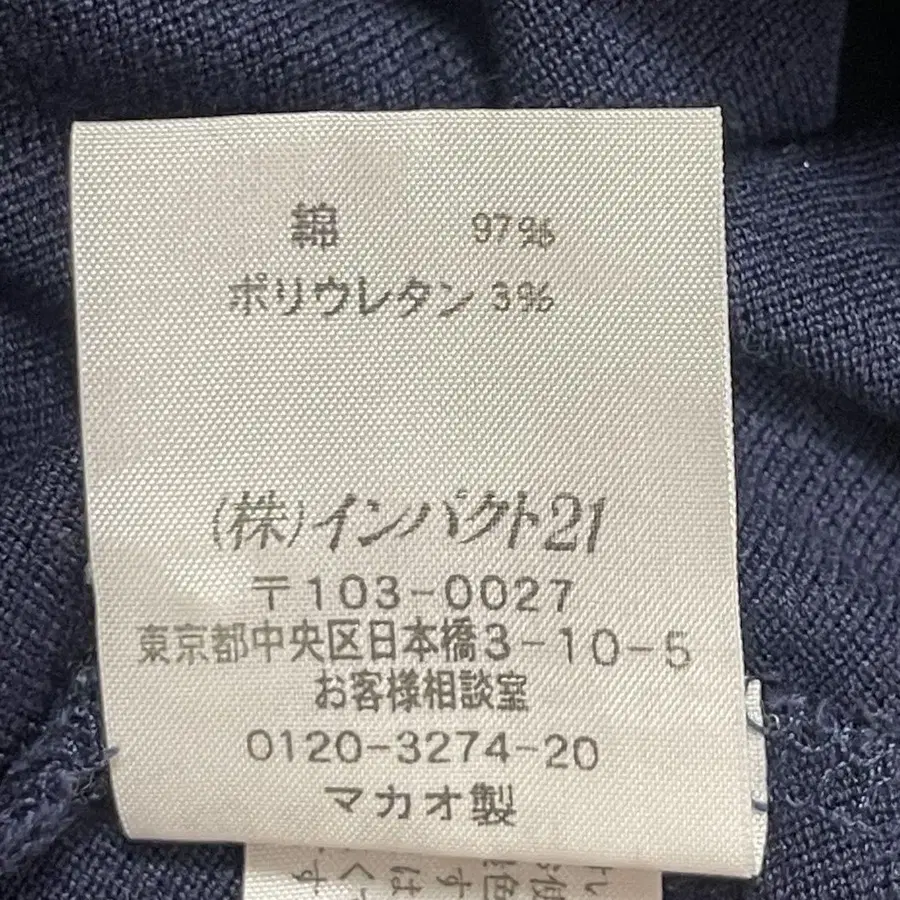 綿 97%
ポリウレタン 3%
(株)インパクト21
〒103-0027
東京都中央区日本橋3-10-5
お客様相談室
0120-3274-20
マカオ製